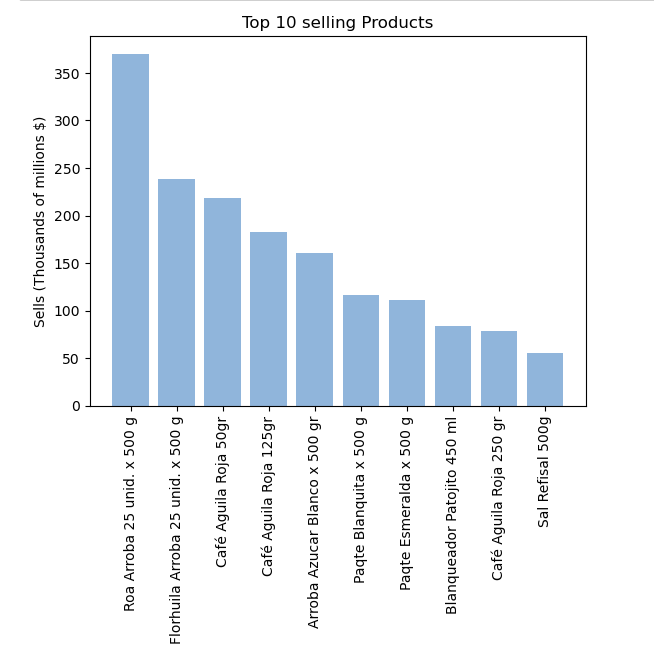 Top 10 selling Products
Sells (Thousands of millions $)
350
300
250
200
150
100
50
0
Roa Arroba 25 unid. x 500 g
Florhuila Arroba 25 unid. x 500 g
Café Aguila Roja 50gr
Café Aguila Roja 125gr
Arroba Azucar Blanco x 500 gr
Paqte Blanquita x 500 g
Paqte Esmeralda x 500 g
Blanqueador Patojito 450 ml
Café Aguila Roja 250 gr
Sal Refisal 500g